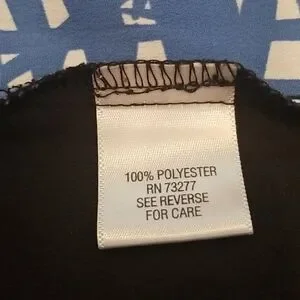 100% POLYESTER
RN 73277
SEE REVERSE
FOR CARE